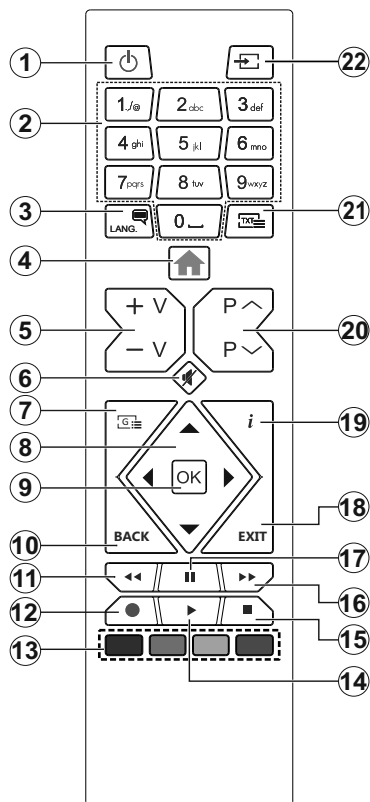 1 22
2 1./@ 2abc 3def
4ghi 5jkl 6mno
7pqrs 8tuv 9wxyz
3 LANG. 0 TXT 21
4
5 + V P 20
- V P
6
7 G i 19
8
9 OK
10 BACK EXIT 18
17
11 16
12 15
13 14